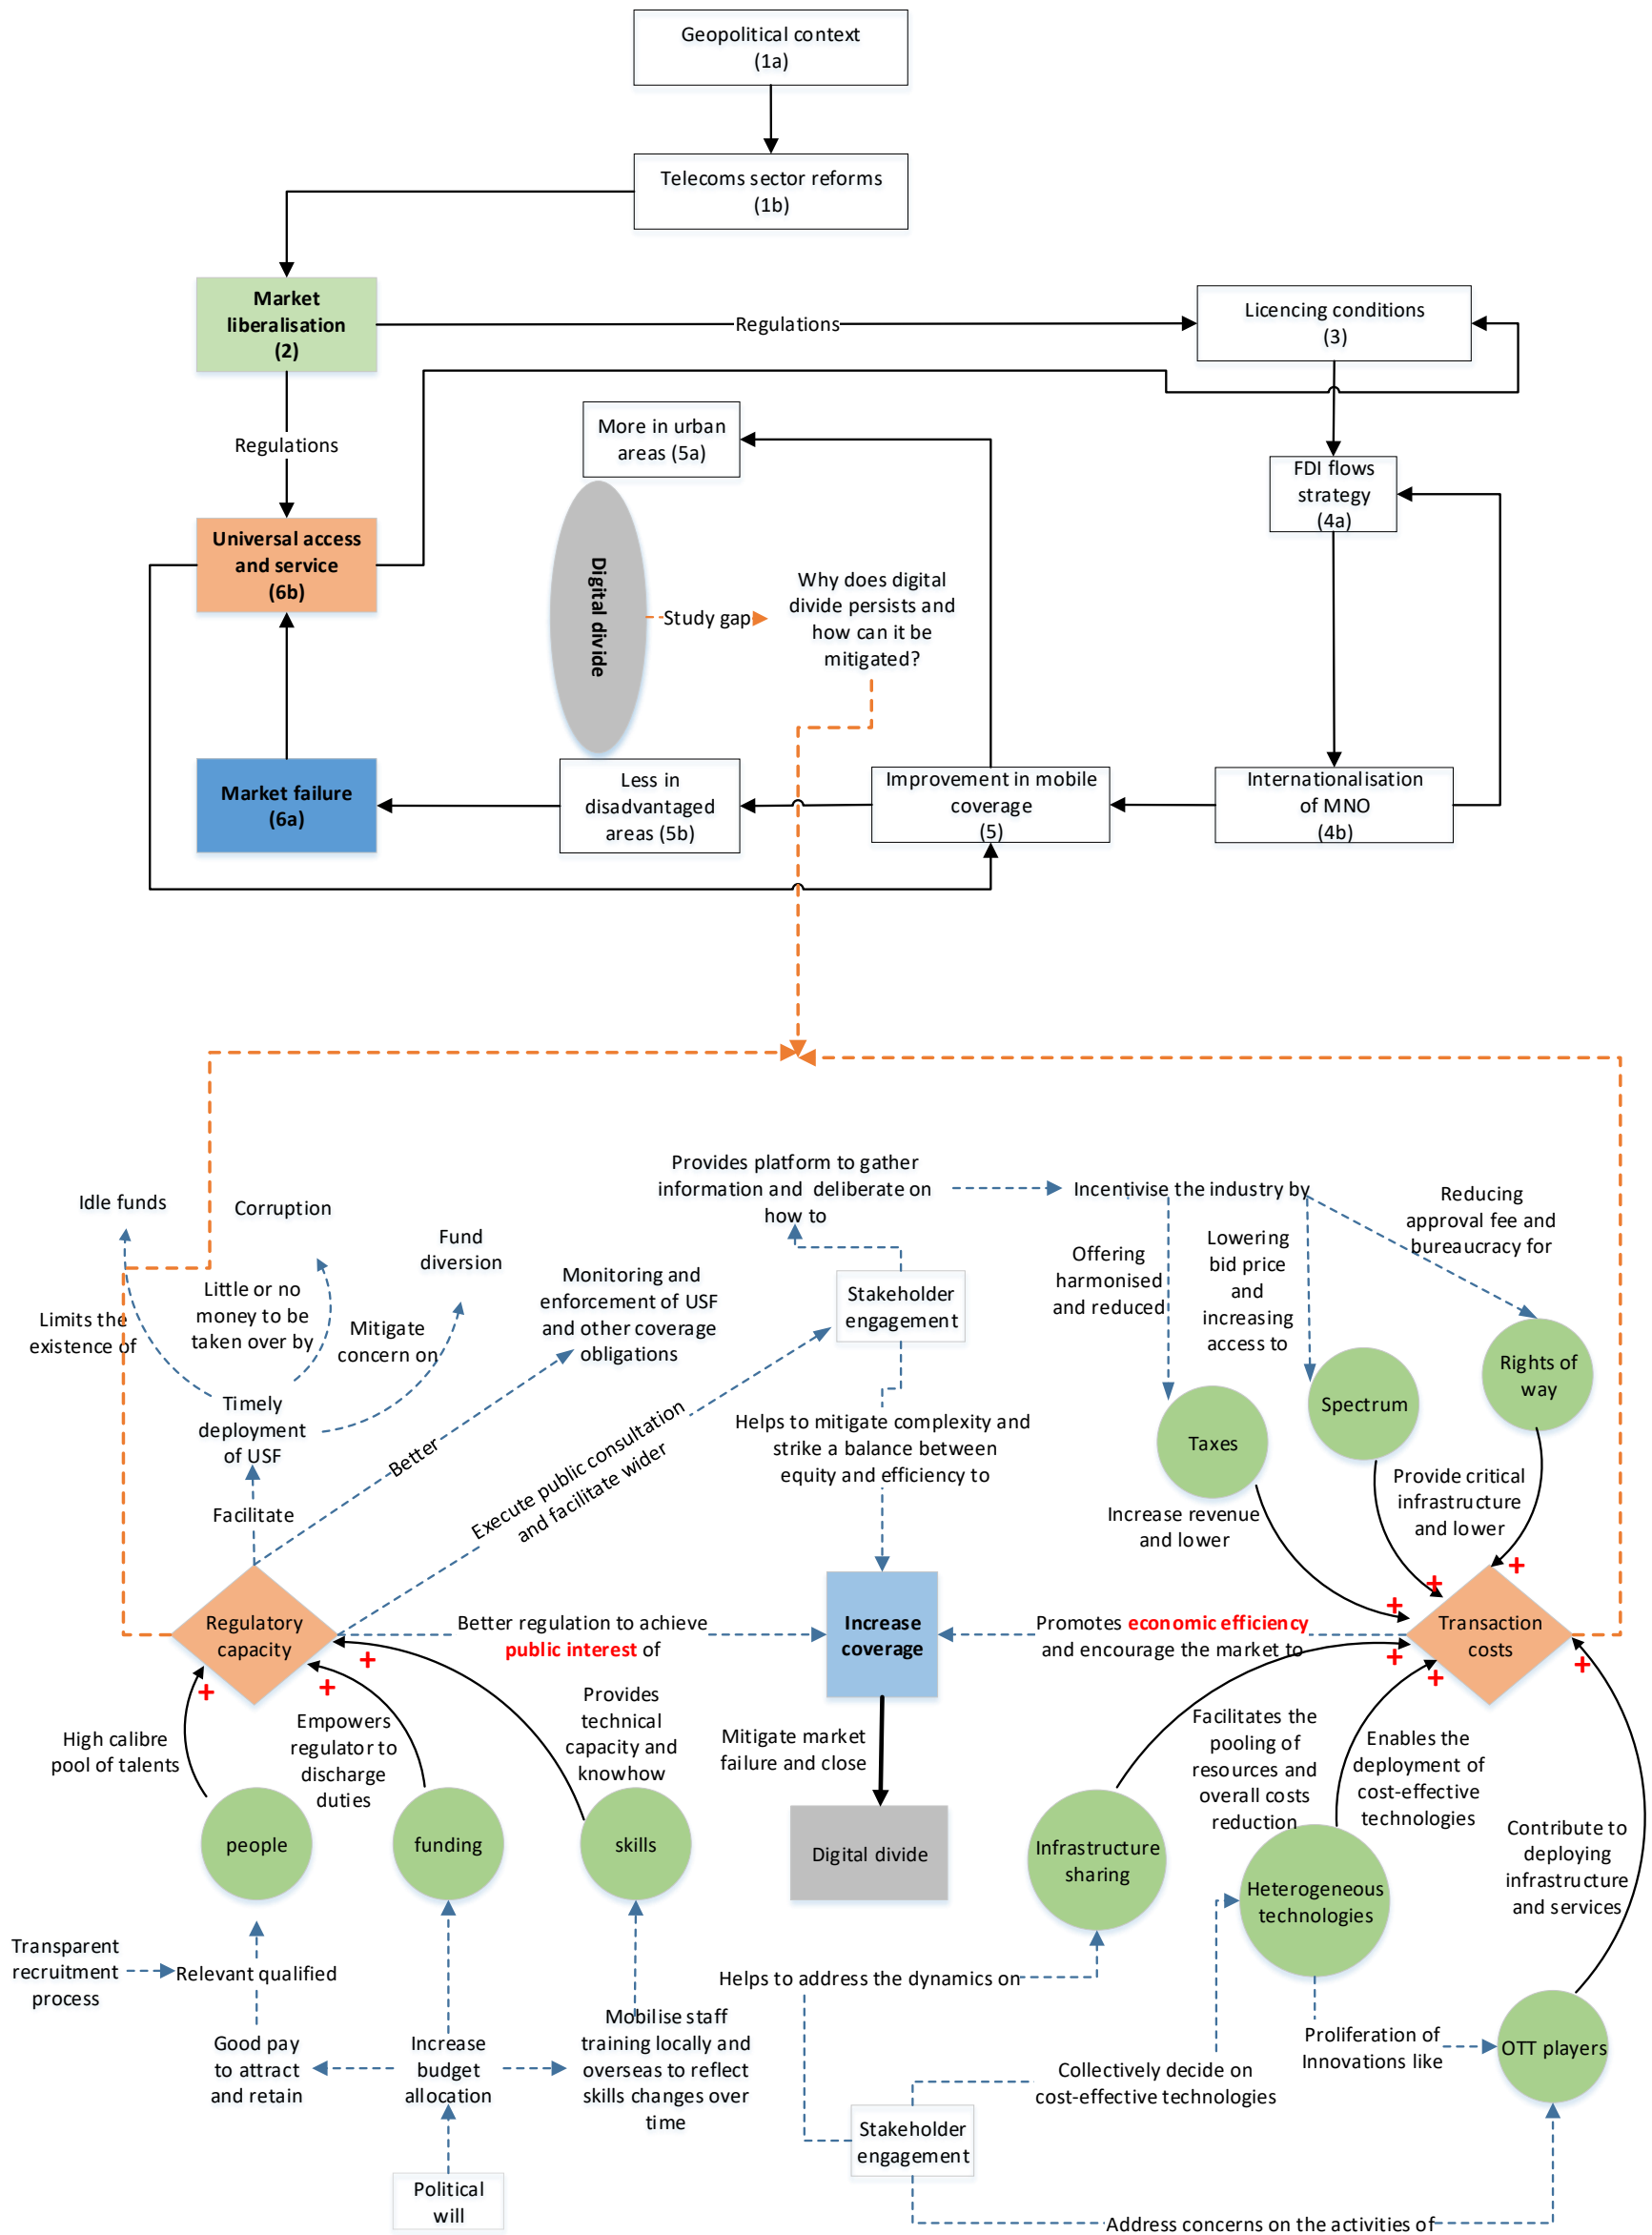 Geopolitical context
(1a)
Telecoms sector reforms
(1b)
Market
liberalisation
(2)
Regulations
Licencing conditions
(3)
Regulations
More in urban
areas (5a)
FDI flows
strategy
(4a)
Universal access
and service
(6b)
Digital divide
Study gap
Why does digital
divide persists and
how can it be
mitigated?
Market failure
(6a)
Less in
disadvantaged
areas (5b)
Improvement in mobile
coverage
(5)
Internationalisation
of MNO
(4b)
Idle funds
Corruption
Fund
diversion
Limits the
existence of
Little or no
money to be
taken over by
Mitigate
concern on
Timely
deployment
of USF
Facilitate
Monitoring and
enforcement of USF
and other coverage
obligations
Better
Execute public consultation
and facilitate wider
Provides platform to gather
information and deliberate on
how to
Stakeholder
engagement
Helps to mitigate complexity and
strike a balance between
equity and efficiency to
Incentivise the industry by
Offering
harmonised
and reduced
Lowering
bid price
and
increasing
access to
Reducing
approval fee and
bureaucracy for
Taxes
Spectrum
Rights of
way
Increase revenue
and lower
Provide critical
infrastructure
and lower
+
+
+
Regulatory
capacity
Better regulation to achieve
public interest of
Increase
coverage
Promotes economic efficiency
and encourage the market to
Transaction
costs
+
+
+
+
+
+
High calibre
pool of talents
Empowers
regulator to
discharge
duties
Provides
technical
capacity and
knowhow
Mitigate market
failure and close
Facilitates the
pooling of
resources and
overall costs
reduction
Enables the
deployment of
cost-effective
technologies
Contribute to
deploying
infrastructure
and services
people
funding
skills
Digital divide
Infrastructure
sharing
Heterogeneous
technologies
Transparent
recruitment
process
Relevant qualified
Helps to address the dynamics on
Good pay
to attract
and retain
Increase
budget
allocation
Mobilise staff
training locally and
overseas to reflect
skills changes over
time
Proliferation of
Innovations like
OTT players
Collectively decide on
cost-effective technologies
Stakeholder
engagement
Political
will
Address concerns on the activities of